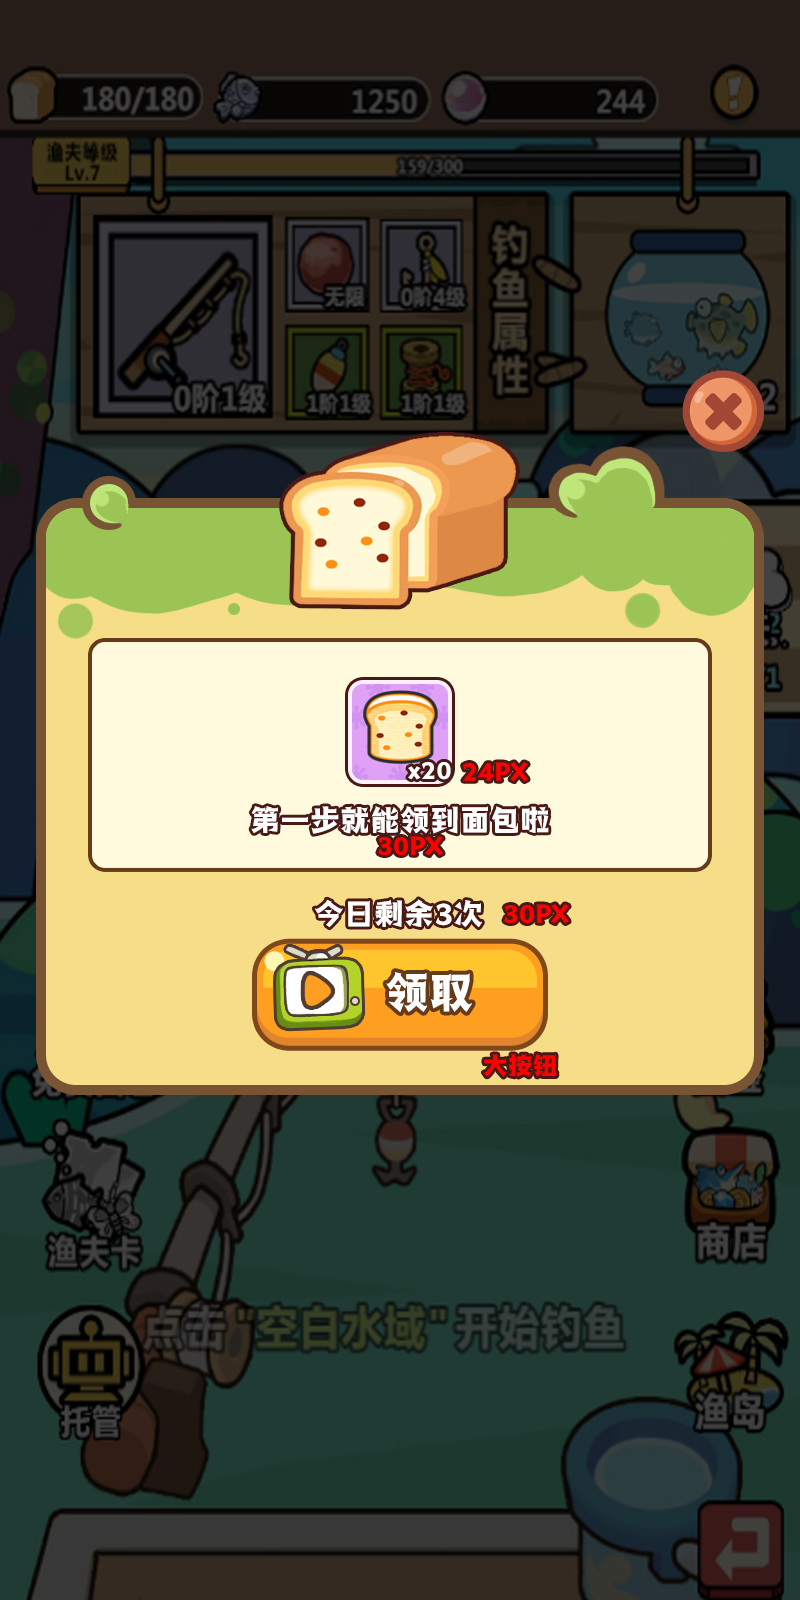 180/180
1250
244
渔夫等级
Lv.7
159/300
无限
0阶4级
0阶1级
1阶1级
1阶1级
钓鱼属性
2
x20 24PX
第一步就能领到面包啦
30PX
今日剩余3次 30PX
领取
大按钮
渔夫卡
商店
点击"空白水域"开始钓鱼
托管
渔岛